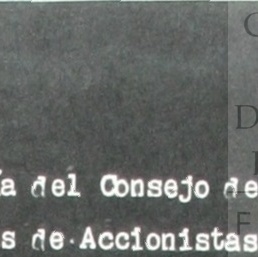 ía del Consejo de
s de Accionistas